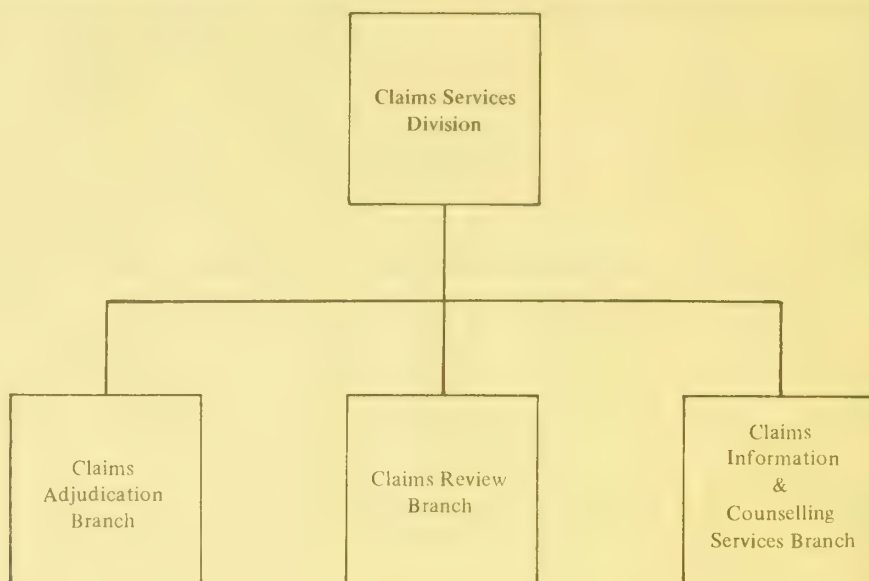 Claims Services
Division
Claims
Adjudication
Branch
Claims Review
Branch
Claims
Information
&
Counselling
Services Branch